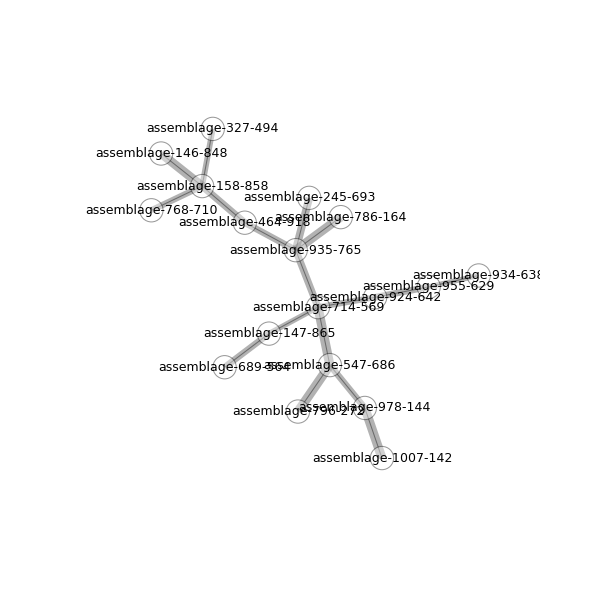 assemblage-327-494
assemblage-146-848
assemblage-158-858
assemblage-245-693
assemblage-768-710
assemblage-786-164
assemblage-464-918
assemblage-935-765
assemblage-934-638
assemblage-955-629
assemblage-924-642
assemblage-714-569
assemblage-147-865
assemblage-689-564
assemblage-547-686
assemblage-796-272
assemblage-978-144
assemblage-1007-142